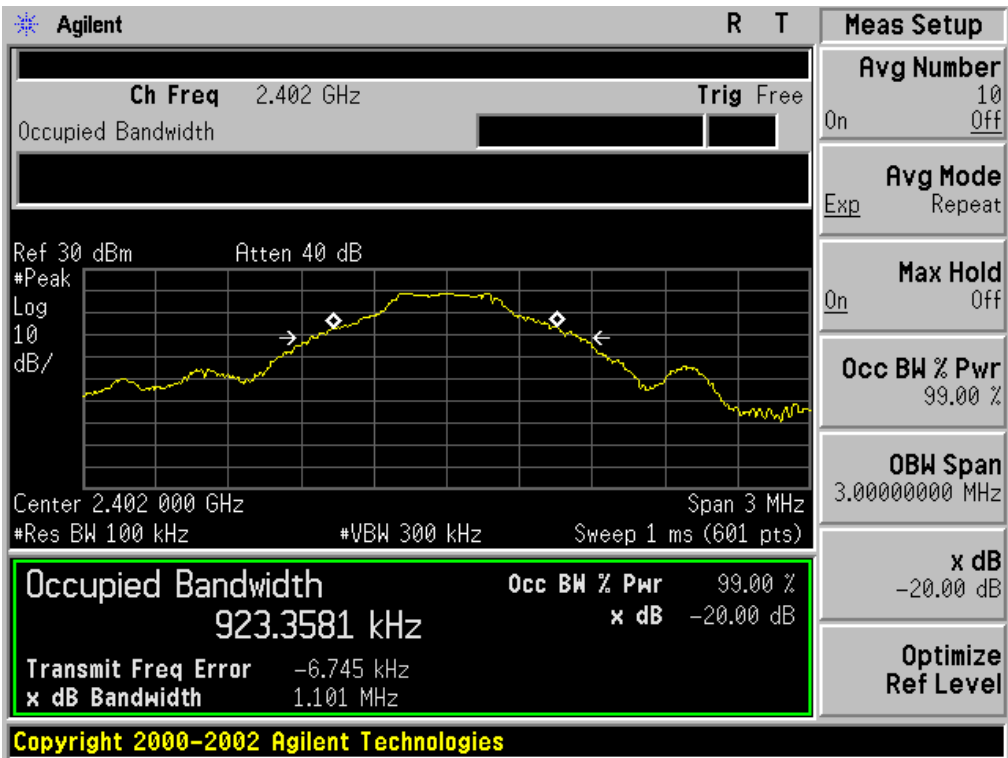 Agilent R T
Ch Freq 2.402 GHz Trig Free
Occupied Bandwidth
Ref 30 dBm Atten 40 dB
#Peak
Log
10
dB/
Center 2.402 000 GHz Span 3 MHz
#Res BW 100 kHz #VBW 300 kHz Sweep 1 ms (601 pts)
Occupied Bandwidth Occ BW % Pwr 99.00 %
923.3581 kHz x dB -20.00 dB
Transmit Freq Error -6.745 kHz
x dB Bandwidth 1.101 MHz
Copyright 2000-2002 Agilent Technologies
Meas Setup
Avg Number
10
On Off
Avg Mode
Exp Repeat
Max Hold
On Off
Occ BW % Pwr
99.00 %
OBW Span
3.00000000 MHz
x dB
-20.00 dB
Optimize
Ref Level